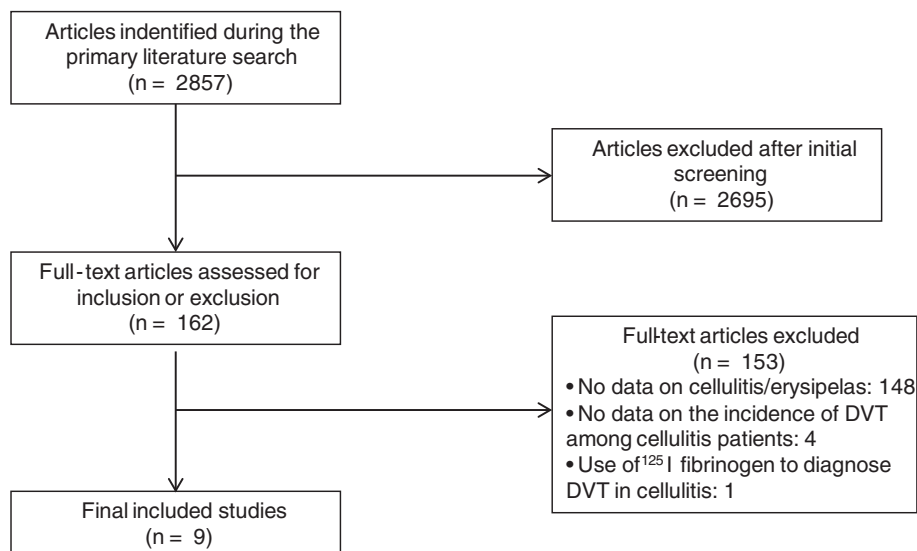 Articles indentified during the
primary literature search
(n = 2857)
Articles excluded after initial
screening
(n = 2695)
Full-text articles assessed for
inclusion or exclusion
(n = 162)
Full-text articles excluded
(n = 153)
• No data on cellulitis/erysipelas: 148
• No data on the incidence of DVT
among cellulitis patients: 4
• Use of ¹²⁵I fibrinogen to diagnose
DVT in cellulitis: 1
Final included studies
(n = 9)